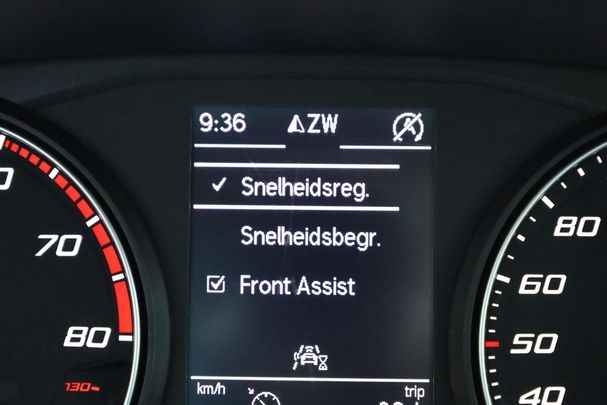 9:36 ZW
Snelheidsreg.
Snelheidsbegr.
Front Assist
km/h trip
70
80
130
80
60
50
40